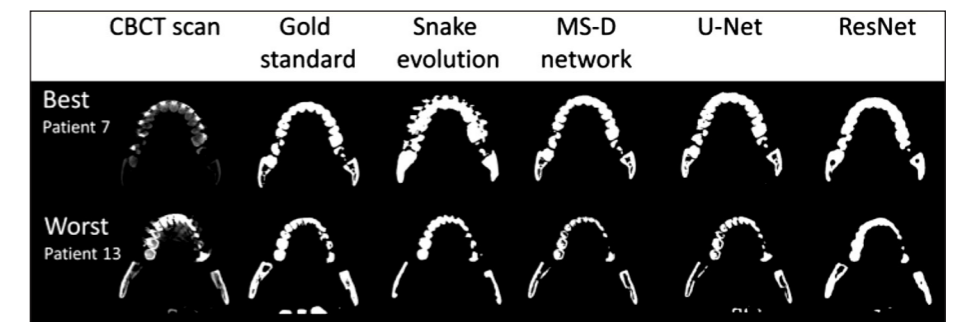 CBCT scan Gold standard Snake evolution MS-D network U-Net ResNet
Best
Patient 7
Worst
Patient 13